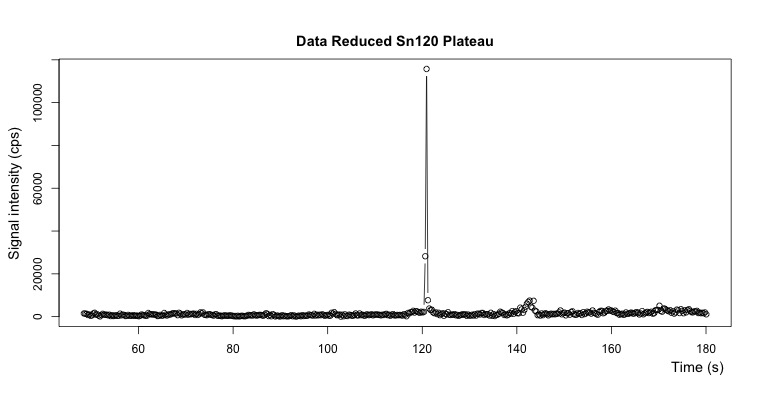 Data Reduced Sn120 Plateau
Signal intensity (cps)
100000
60000
20000
0
60 80 100 120 140 160 180
Time (s)